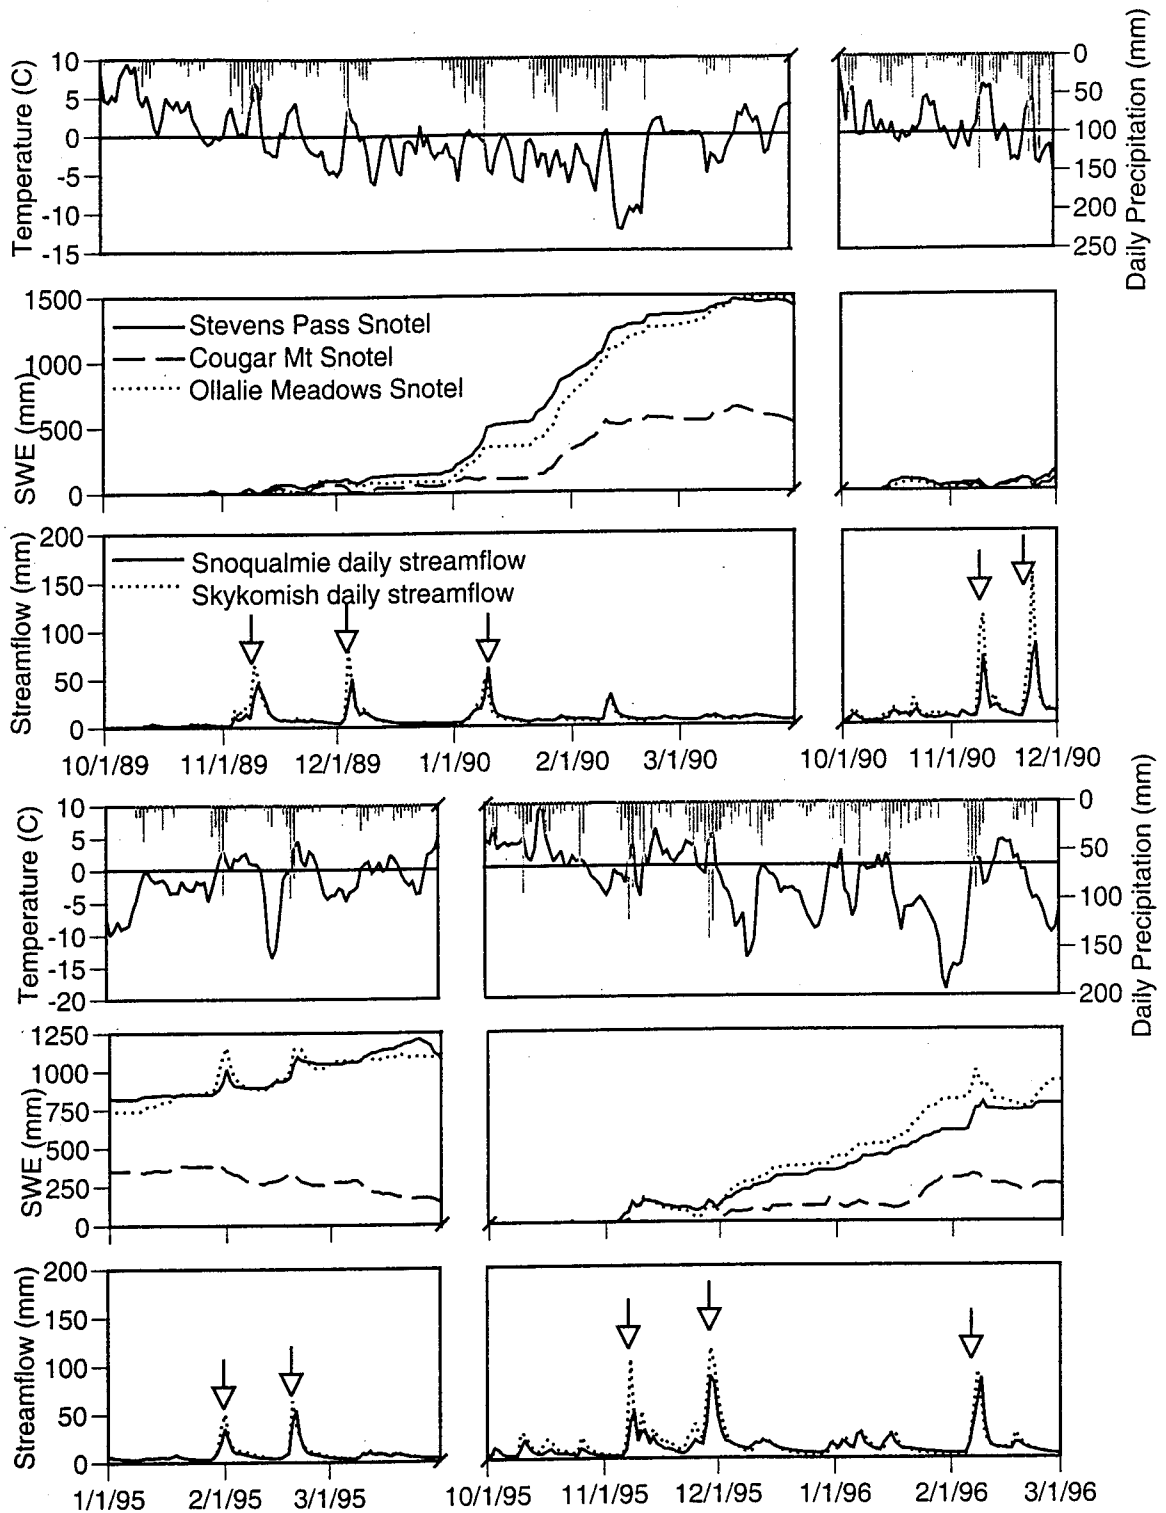 Temperature (C)
10
5
0
-5
-10
-15
0
50
100
150
200
250
Daily Precipitation (mm)
SWE (mm)
1500
1000
500
0
Stevens Pass Snotel
Cougar Mt Snotel
Ollalie Meadows Snotel
Streamflow (mm)
200
150
100
50
0
Snoqualmie daily streamflow
Skykomish daily streamflow
10/1/89 11/1/89 12/1/89 1/1/90 2/1/90 3/1/90 10/1/90 11/1/90 12/1/90
Temperature (C)
10
5
0
-5
-10
-15
-20
0
50
100
150
200
Daily Precipitation (mm)
SWE (mm)
1250
1000
750
500
250
0
Streamflow (mm)
200
150
100
50
0
1/1/95 2/1/95 3/1/95 10/1/95 11/1/95 12/1/95 1/1/96 2/1/96 3/1/96